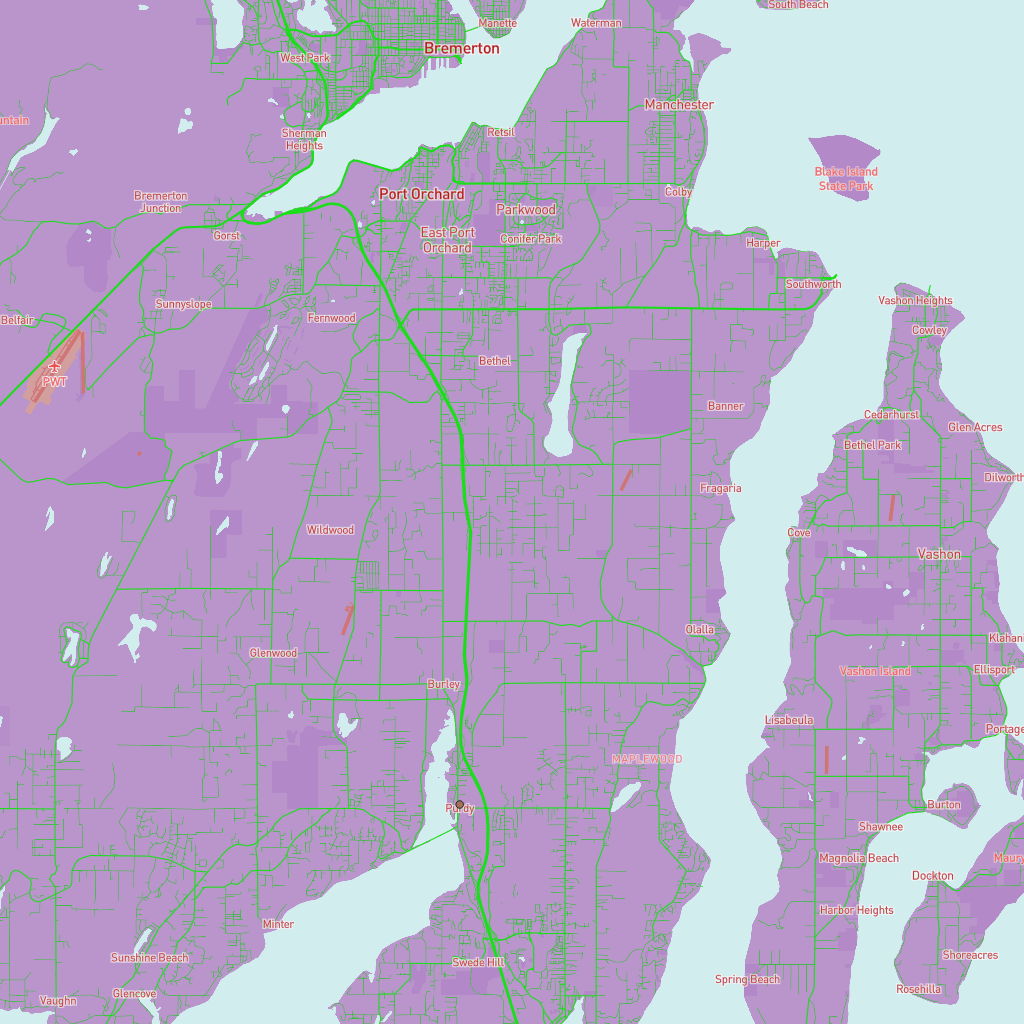 South Beach
Manette
Waterman
Bremerton
West Park
Manchester
untain
Retsil
Sherman
Heights
Blake Island
State Park
Colby
Port Orchard
Bremerton
Junction
Parkwood
East Port
Orchard
Conifer Park
Gorst
Harper
Southworth
Vashon Heights
Sunnyslope
Belfair
Fernwood
Cowley
Bethel
PWT
Banner
Cedarhurst
Glen Acres
Bethel Park
Dilworth
Fragaria
Wildwood
Cove
Vashon
Olalla
Klahani
Glenwood
Ellisport
Vashon Island
Burley
Lisabeula
Portage
MAPLEWOOD
Purdy
Burton
Shawnee
Magnolia Beach
Maury
Dockton
Harbor Heights
Minter
Sunshine Beach
Swede Hill
Shoreacres
Spring Beach
Rosehilla
Glencove
Vaughn